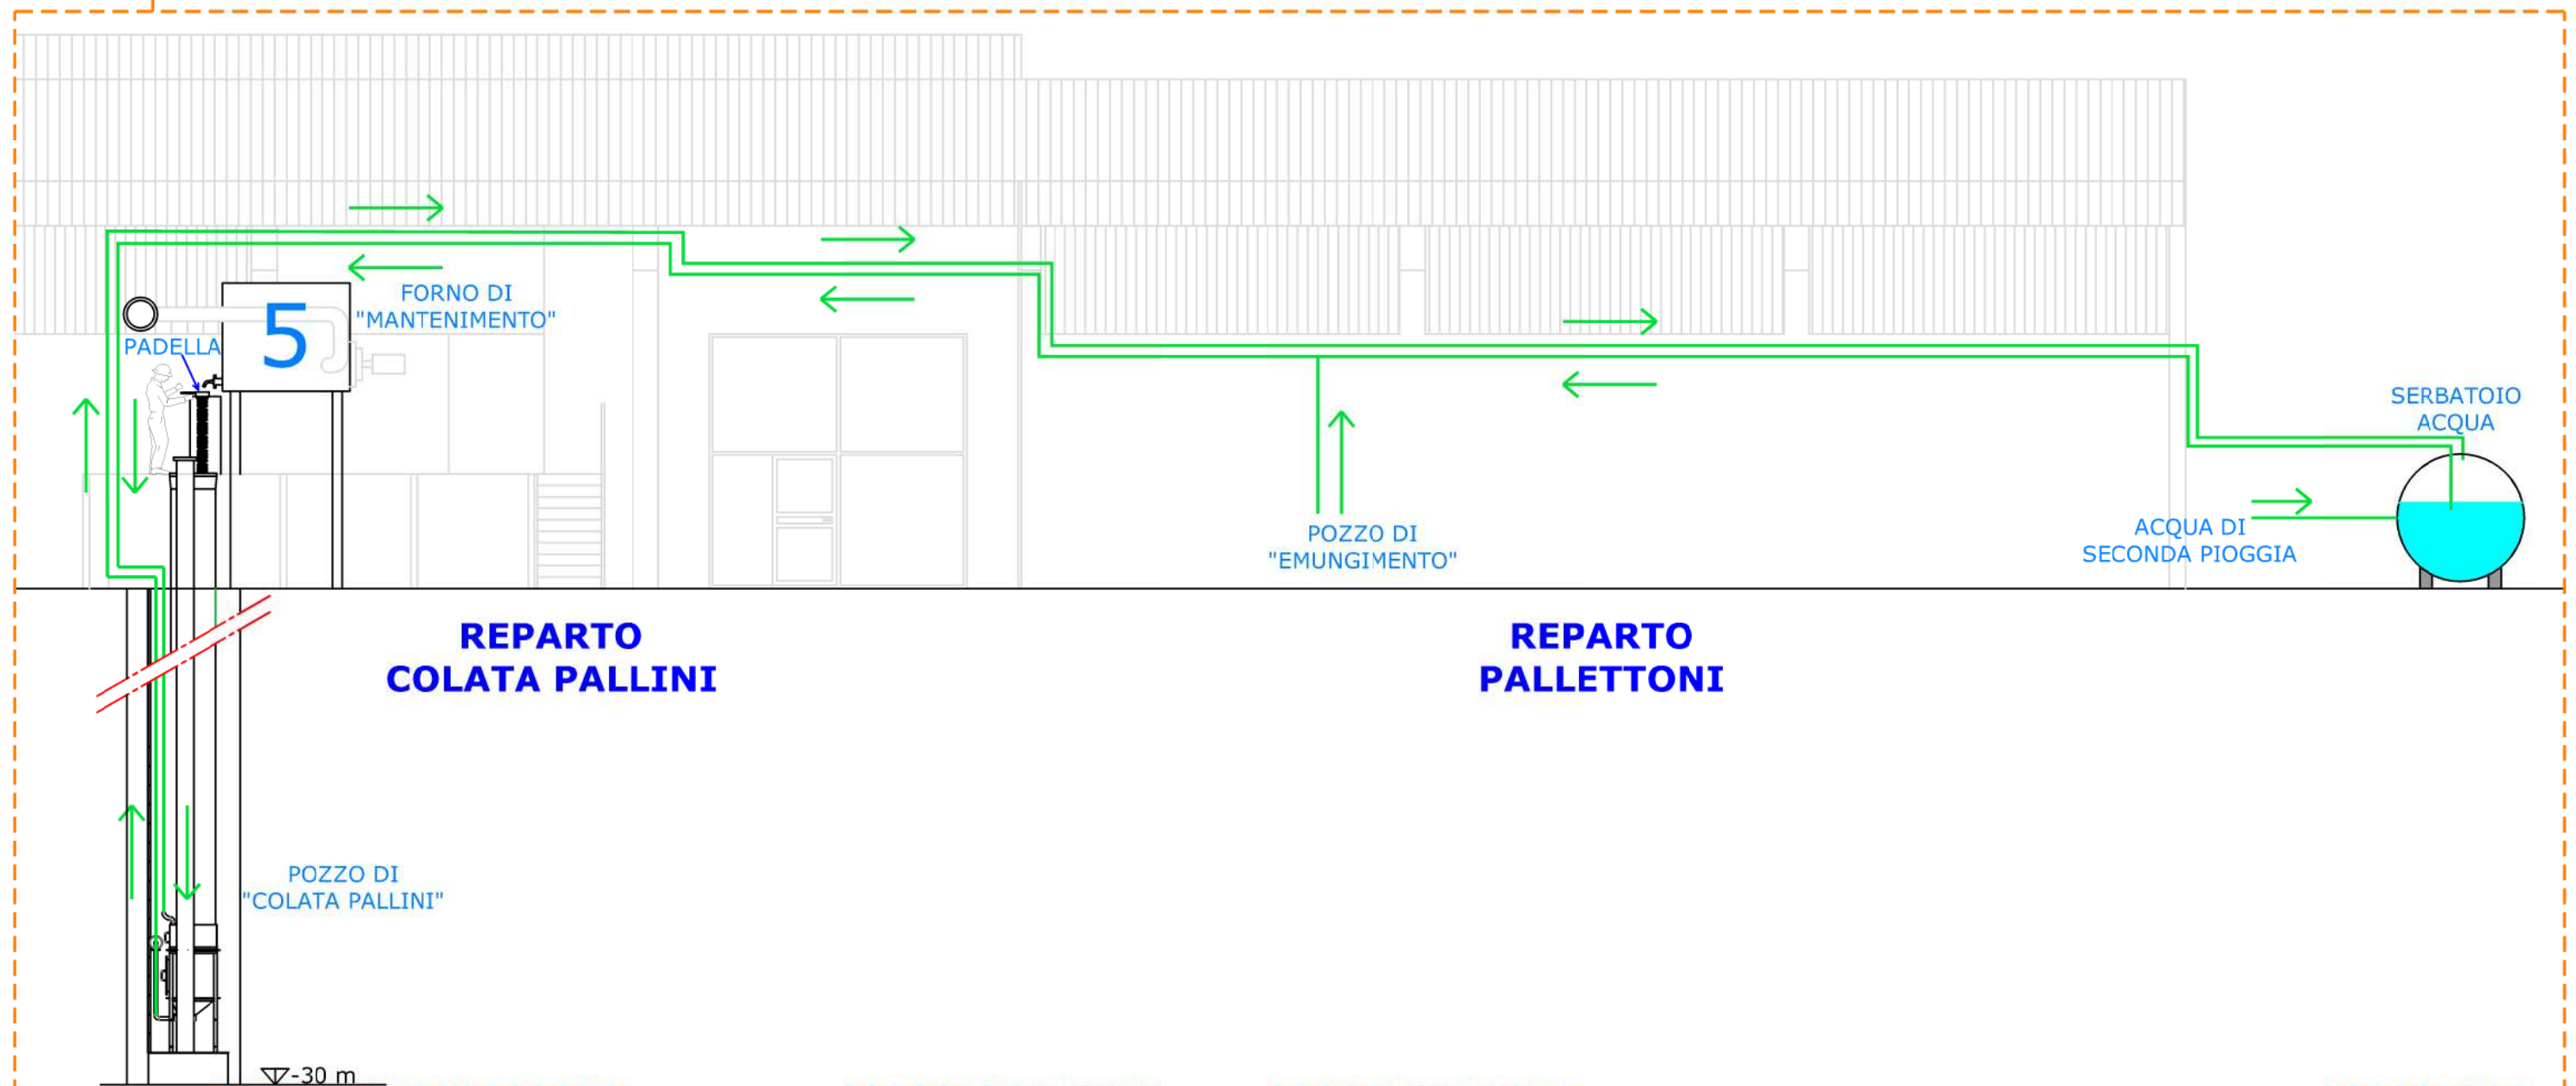 FORNO DI
"MANTENIMENTO"
5
PADELLA
SERBATOIO
ACQUA
POZZO DI
"EMUNGIMENTO"
ACQUA DI
SECONDA PIOGGIA
REPARTO
COLATA PALLINI
REPARTO
PALLETTONI
POZZO DI
"COLATA PALLINI"
-30 m